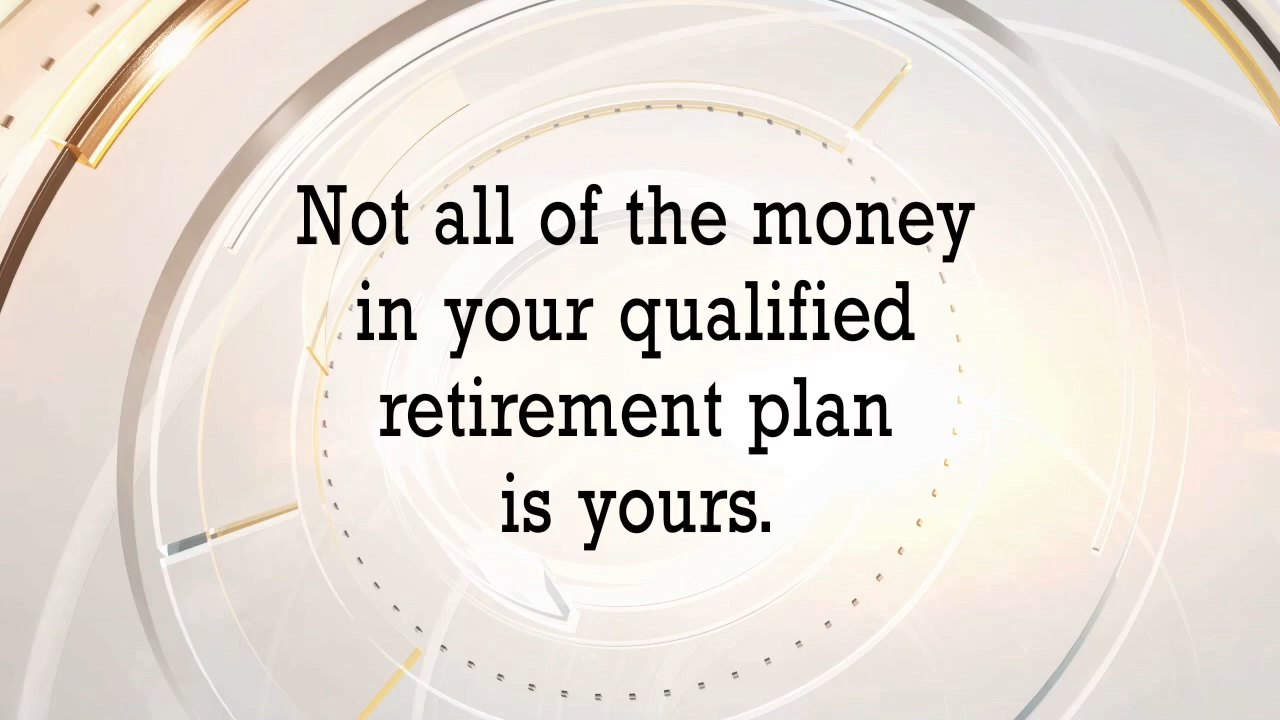 Not all of the money
in your qualified
retirement plan
is yours.